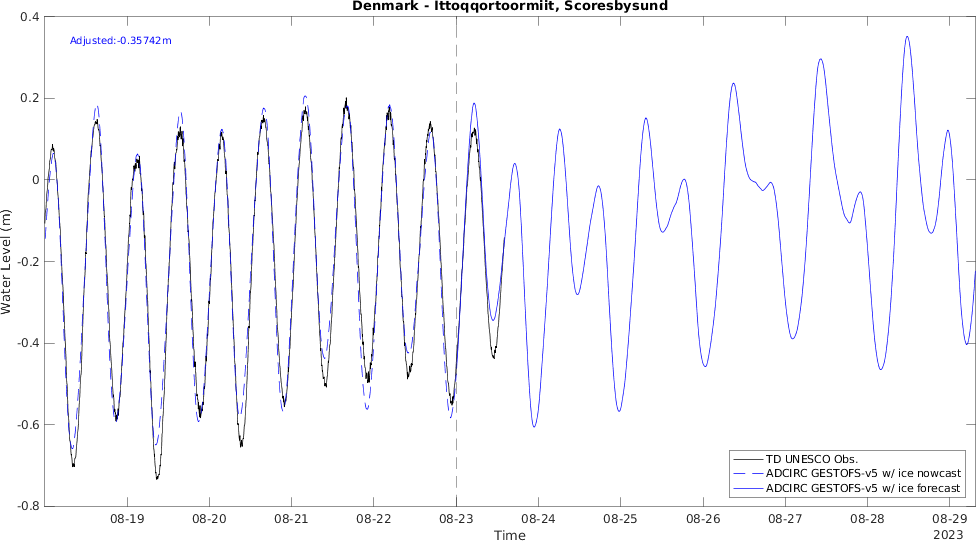 Denmark - Ittoqqortoormiit, Scoresbysund
Adjusted:-0.35742m
0.4
0.2
0
-0.2
-0.4
-0.6
-0.8
Water Level (m)
TD UNESCO Obs.
ADCIRC GESTOFS-v5 w/ ice nowcast
ADCIRC GESTOFS-v5 w/ ice forecast
08-19 08-20 08-21 08-22 08-23 08-24 08-25 08-26 08-27 08-28 08-29
Time
2023